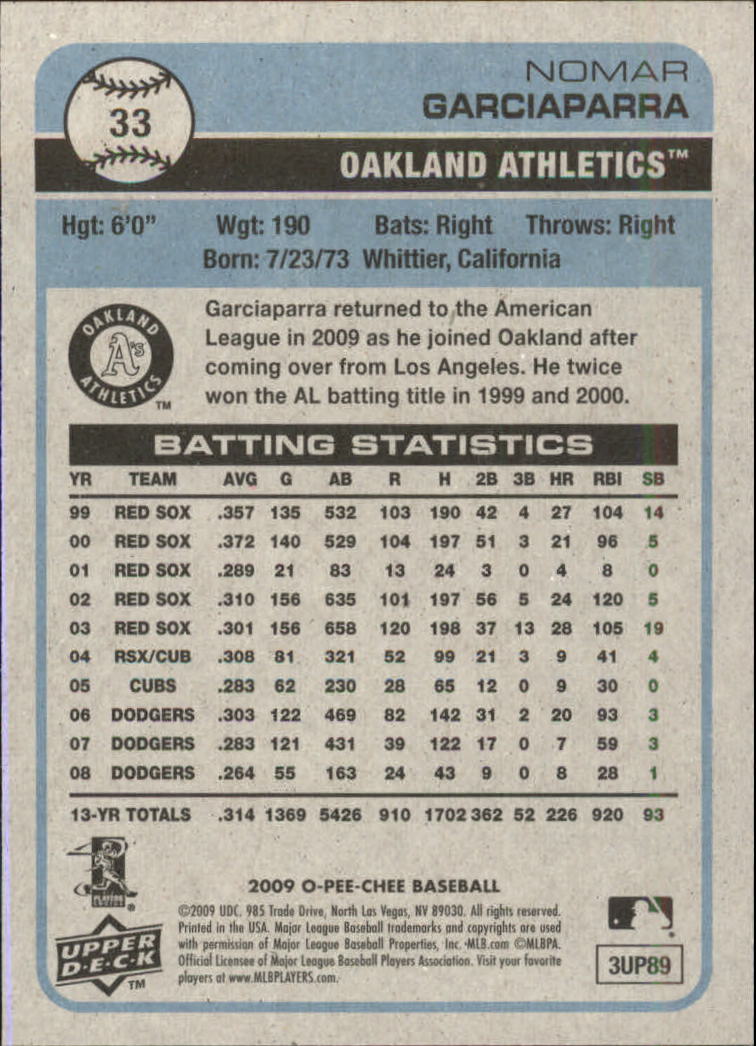 33
NOMAR
GARCIAPARRA
OAKLAND ATHLETICS™
Hgt: 6'0" Wgt: 190 Bats: Right Throws: Right
Born: 7/23/73 Whittier, California
OAKLAND
A's
ATHLETICS
TM
Garciaparra returned to the American
League in 2009 as he joined Oakland after
coming over from Los Angeles. He twice
won the AL batting title in 1999 and 2000.
BATTING STATISTICS
YR TEAM AVG G AB R H 2B 3B HR RBI SB
99 RED SOX .357 135 532 103 190 42 4 27 104 14
00 RED SOX .372 140 529 104 197 51 3 21 96 5
01 RED SOX .289 21 83 13 24 3 0 4 8 0
02 RED SOX .310 156 635 101 197 56 5 24 120 5
03 RED SOX .301 156 658 120 198 37 13 28 105 19
04 RSX/CUB .308 81 321 52 99 21 3 9 41 4
05 CUBS .283 62 230 28 65 12 0 9 30 0
06 DODGERS .303 122 469 82 142 31 2 20 93 3
07 DODGERS .283 121 431 39 122 17 0 7 59 3
08 DODGERS .264 55 163 24 43 9 0 8 28 1
13-YR TOTALS .314 1369 5426 910 1702 362 52 226 920 93
2009 O-PEE-CHEE BASEBALL
©2009 UDC. 985 Trade Drive, North Las Vegas, NV 89030. All rights reserved.
Printed in the USA. Major League Baseball trademarks and copyrights are used
with permission of Major League Baseball Properties, Inc. •MLB.com ©MLBPA.
Official Licensee of Major League Baseball Players Association. Visit your favorite
players at www.MLBPLAYERS.com.
®
UPPER
D•E•C•K
TM
3UP89